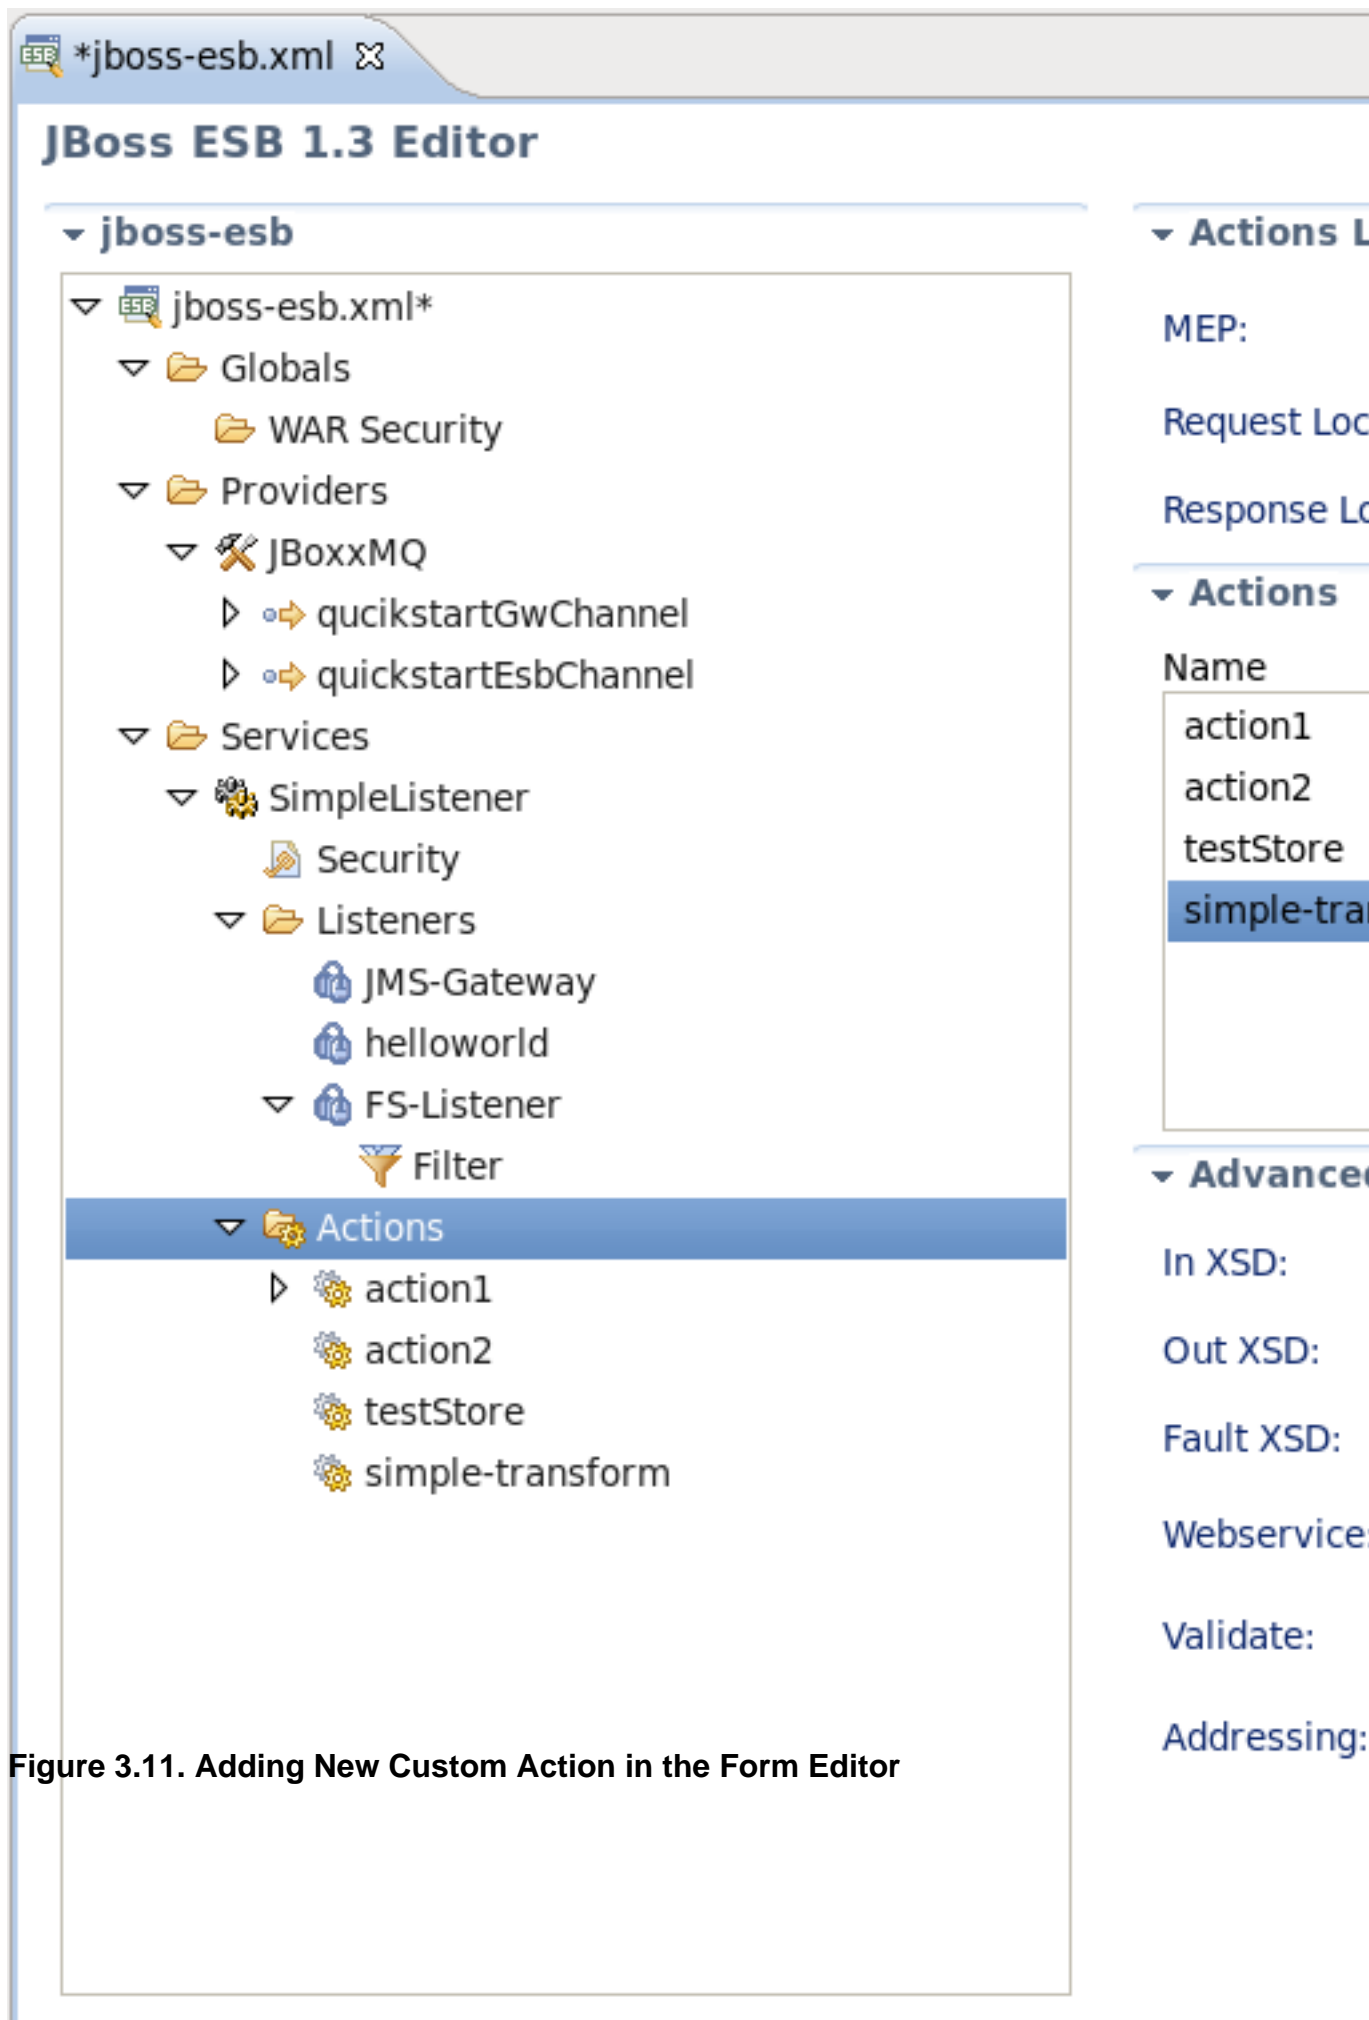 *jboss-esb.xml
JBoss ESB 1.3 Editor
jboss-esb
jboss-esb.xml*
Globals
WAR Security
Providers
JBoxxMQ
qucikstartGwChannel
quickstartEsbChannel
Services
SimpleListener
Security
Listeners
JMS-Gateway
helloworld
FS-Listener
Filter
Actions
action1
action2
testStore
simple-transform
Figure 3.11. Adding New Custom Action in the Form Editor
Actions L
MEP:
Request Loc
Response Lo
Actions
Name
action1
action2
testStore
simple-tra
Advanced
In XSD:
Out XSD:
Fault XSD:
Webservice:
Validate:
Addressing: